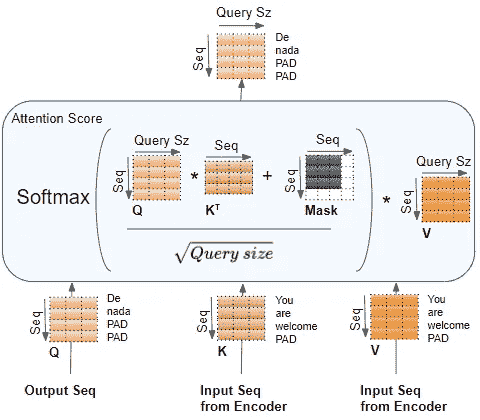 Query Sz
Seq
De
nada
PAD
PAD
Attention Score
Softmax
Query Sz
Seq
Q
*
Seq
Kᵀ
+
Seq
Seq
Mask
√Query size
*
Query Sz
Seq
V
Seq
Q
De
nada
PAD
PAD
Seq
K
You
are
welcome
PAD
Seq
V
You
are
welcome
PAD
Output Seq
Input Seq
from Encoder
Input Seq
from Encoder